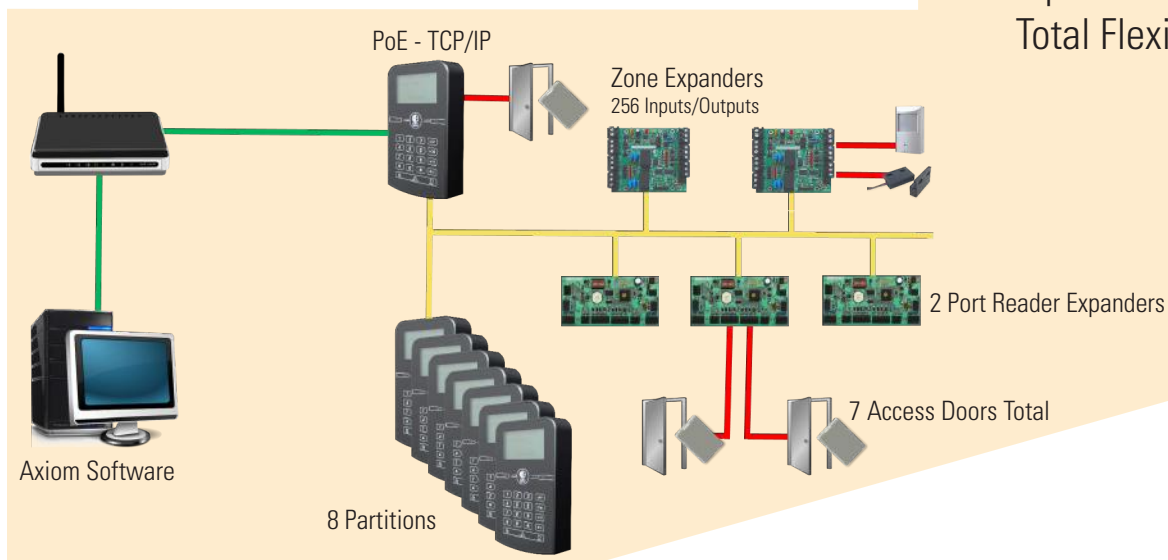 Total Flexi
PoE - TCP/IP
Zone Expanders
256 Inputs/Outputs
2 Port Reader Expanders
7 Access Doors Total
Axiom Software
8 Partitions